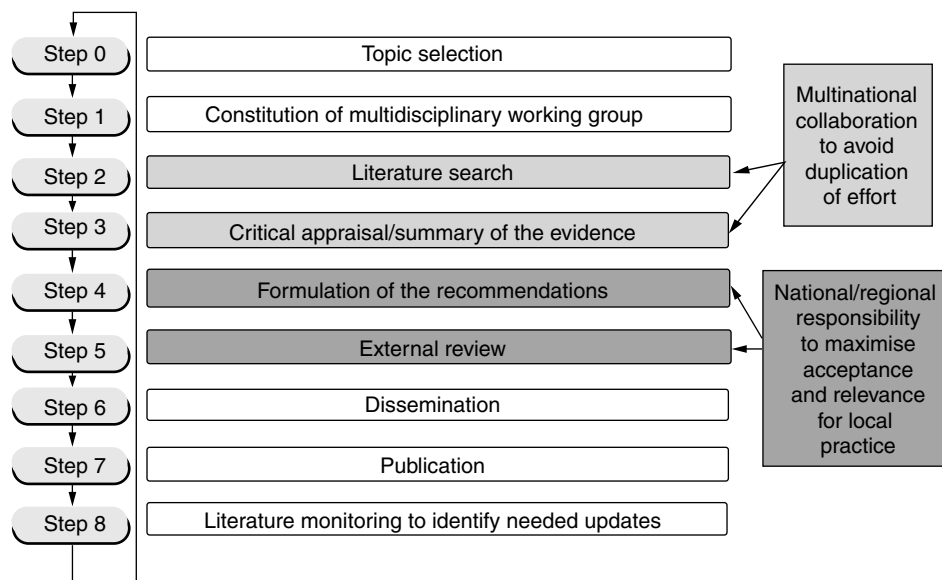 Step 0
Topic selection
Step 1
Constitution of multidisciplinary working group
Step 2
Literature search
Step 3
Critical appraisal/summary of the evidence
Step 4
Formulation of the recommendations
Step 5
External review
Step 6
Dissemination
Step 7
Publication
Step 8
Literature monitoring to identify needed updates
Multinational
collaboration
to avoid
duplication
of effort
National/regional
responsibility
to maximise
acceptance
and relevance
for local
practice